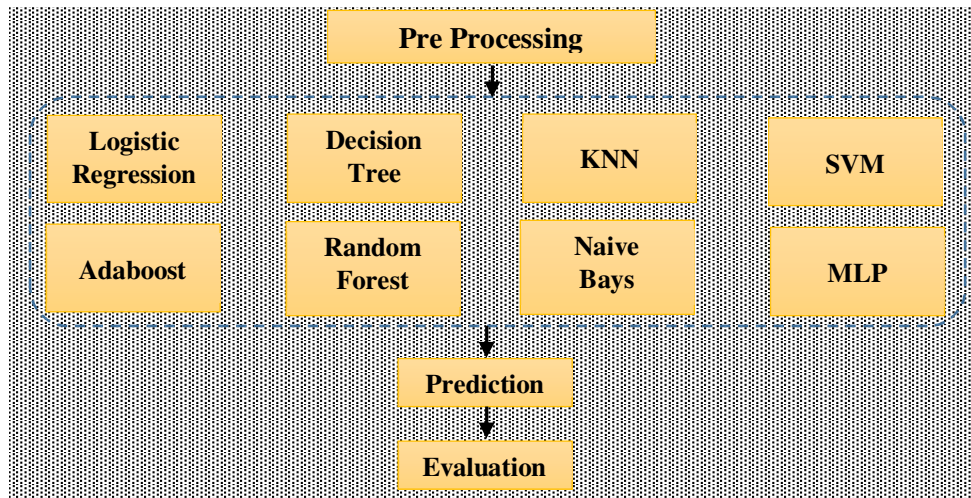 Pre Processing
Logistic
Regression
Decision
Tree
KNN
SVM
Adaboost
Random
Forest
Naive
Bays
MLP
Prediction
Evaluation